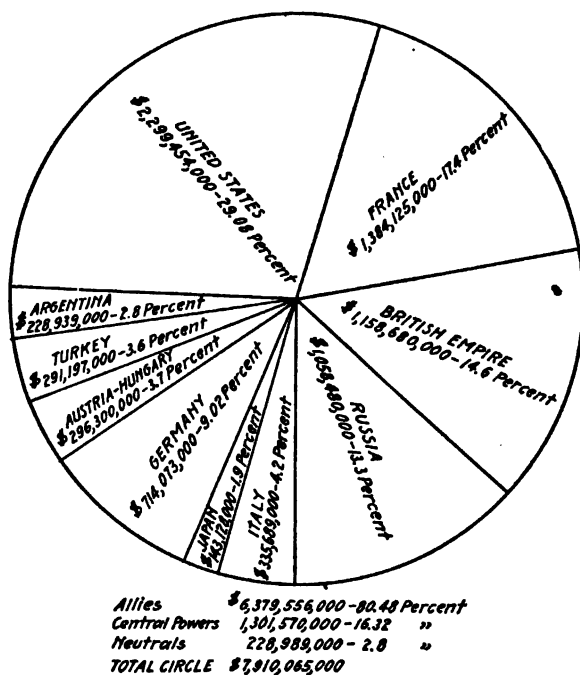 UNITED STATES
$2,299,454,000-29.08 Percent
FRANCE
$1,384,125,000-17.4 Percent
BRITISH EMPIRE
$1,158,680,000-14.6 Percent
RUSSIA
$1,058,480,000-13.3 Percent
ITALY
$335,689,000-4.2 Percent
JAPAN
$143,128,000-1.9 Percent
GERMANY
$714,073,000-9.02 Percent
AUSTRIA-HUNGARY
$296,300,000-3.7 Percent
TURKEY
$291,197,000-3.6 Percent
ARGENTINA
$228,939,000-2.8 Percent
Allies $6,379,556,000-80.48 Percent
Central Powers 1,301,570,000-16.32 "
Neutrals 228,989,000-2.8 "
TOTAL CIRCLE $7,910,065,000